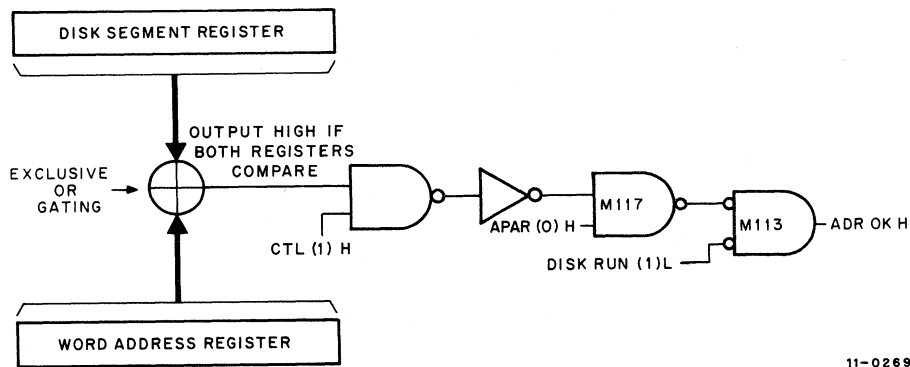 DISK SEGMENT REGISTER
OUTPUT HIGH IF
BOTH REGISTERS
COMPARE
EXCLUSIVE
OR
GATING
CTL (1) H
M117
APAR (0) H
M113
ADR OK H
DISK RUN (1) L
WORD ADDRESS REGISTER
11-0269